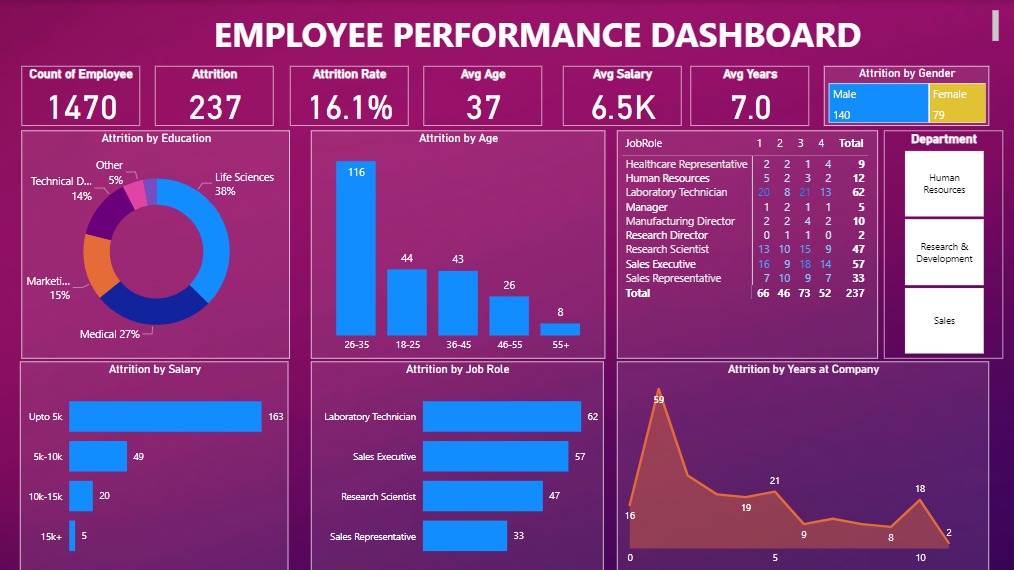 EMPLOYEE PERFORMANCE DASHBOARD
Count of Employee
1470
Attrition
237
Attrition Rate
16.1%
Avg Age
37
Avg Salary
6.5K
Avg Years
7.0
Attrition by Gender
Male
140
Female
79
Attrition by Education
Other
5%
Technical D...
14%
Life Sciences
38%
Marketi...
15%
Medical 27%
Attrition by Age
116
44
43
26
8
26-35 18-25 36-45 46-55 55+
JobRole 1 2 3 4 Total
Healthcare Representative 2 2 1 4 9
Human Resources 5 2 3 2 12
Laboratory Technician 20 8 21 13 62
Manager 1 2 1 1 5
Manufacturing Director 2 2 4 2 10
Research Director 0 1 1 0 2
Research Scientist 13 10 15 9 47
Sales Executive 16 9 18 14 57
Sales Representative 7 10 9 7 33
Total 66 46 73 52 237
Department
Human
Resources
Research &
Development
Sales
Attrition by Salary
Upto 5k 163
5k-10k 49
10k-15k 20
15k+ 5
Attrition by Job Role
Laboratory Technician 62
Sales Executive 57
Research Scientist 47
Sales Representative 33
Attrition by Years at Company
59
16
19
21
9
8
18
2
0 5 10